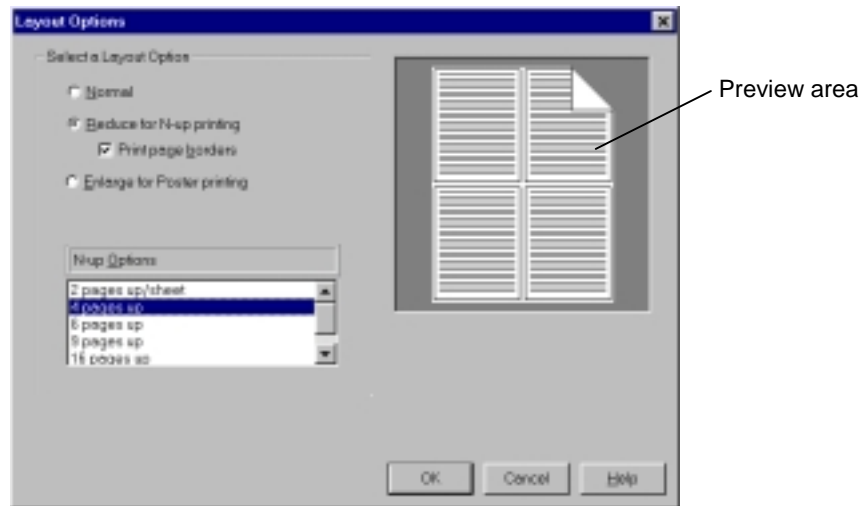 Layout Options
Select a Layout Option
Normal
Reduce for N-up printing
Print page borders
Enlarge for Poster printing
N-up Options
2 pages up/sheet
4 pages up
6 pages up
9 pages up
16 pages up
Preview area
OK
Cancel
Help